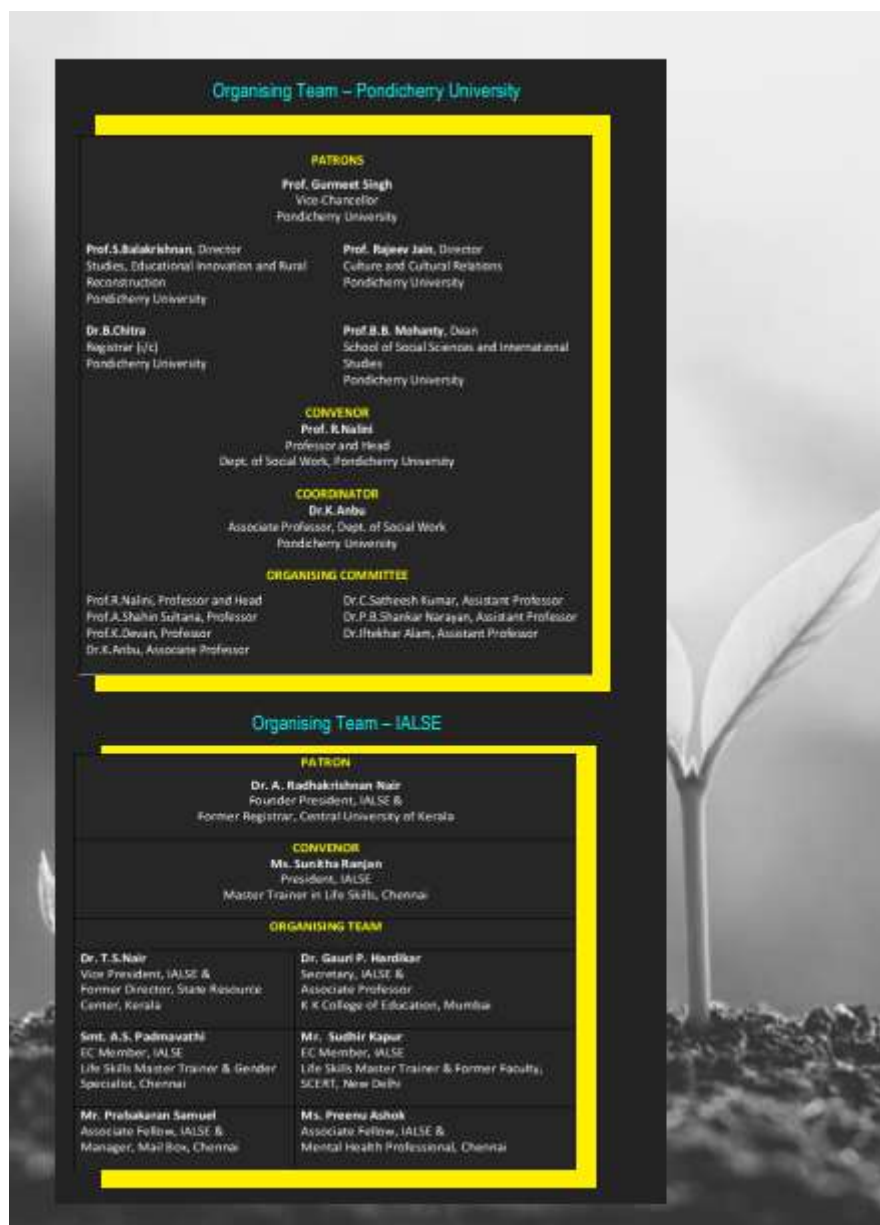 Organising Team – Pondicherry University
PATRONS
Prof. Gurmeet Singh
Vice-Chancellor
Pondicherry University
Prof.S.Balakrishnan, Director
Studies, Educational Innovation and Rural
Reconstruction
Pondicherry University
Prof. Rajeev Jain, Director
Culture and Cultural Relations
Pondicherry University
Dr.B.Chitra
Registrar (i/c)
Pondicherry University
Prof.B.B. Mohanty, Dean
School of Social Sciences and International
Studies
Pondicherry University
CONVENOR
Prof. R.Nalini
Professor and Head
Dept. of Social Work, Pondicherry University
COORDINATOR
Dr.K.Anbu
Associate Professor, Dept. of Social Work
Pondicherry University
ORGANISING COMMITTEE
Prof.R.Nalini, Professor and Head
Prof.A.Shahin Sultana, Professor
Prof.K.Devan, Professor
Dr.K.Anbu, Associate Professor
Dr.C.Satheesh Kumar, Assistant Professor
Dr.P.B.Shankar Narayan, Assistant Professor
Dr.Iftekhar Alam, Assistant Professor
Organising Team – IALSE
PATRON
Dr. A. Radhakrishnan Nair
Founder President, IALSE &
Former Registrar, Central University of Kerala
CONVENOR
Ms. Sunitha Ranjan
President, IALSE
Master Trainer in Life Skills, Chennai
ORGANISING TEAM
Dr. T.S.Nair
Vice President, IALSE &
Former Director, State Resource
Center, Kerala
Dr. Gauri P. Hardikar
Secretary, IALSE &
Associate Professor
K K College of Education, Mumbai
Smt. A.S. Padmavathi
EC Member, IALSE
Life Skills Master Trainer & Gender
Specialist, Chennai
Mr. Sudhir Kapur
EC Member, IALSE
Life Skills Master Trainer & Former Faculty,
SCERT, New Delhi
Mr. Prabakaran Samuel
Associate Fellow, IALSE &
Manager, Mail Box, Chennai
Ms. Preenu Ashok
Associate Fellow, IALSE &
Mental Health Professional, Chennai